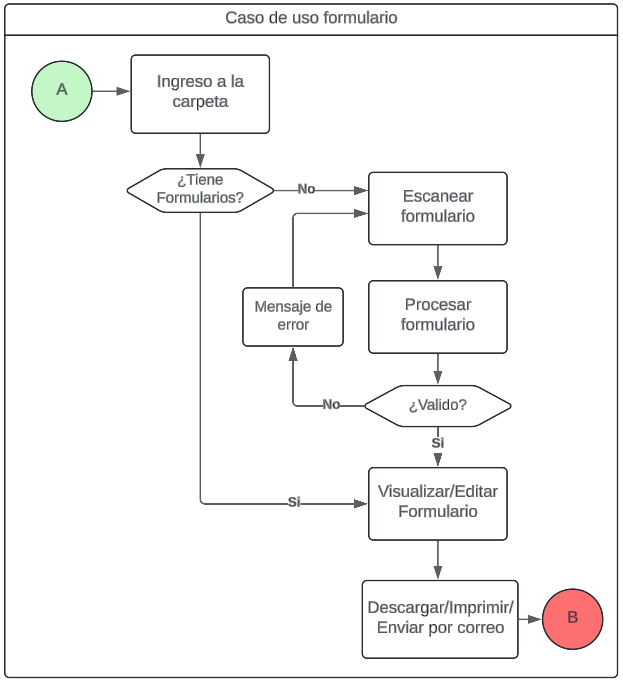 Caso de uso formulario
A
Ingreso a la
carpeta
¿Tiene
Formularios?
No
Escanear
formulario
Mensaje de
error
Procesar
formulario
No
¿Valido?
Si
Si
Visualizar/Editar
Formulario
Descargar/Imprimir/
Enviar por correo
B